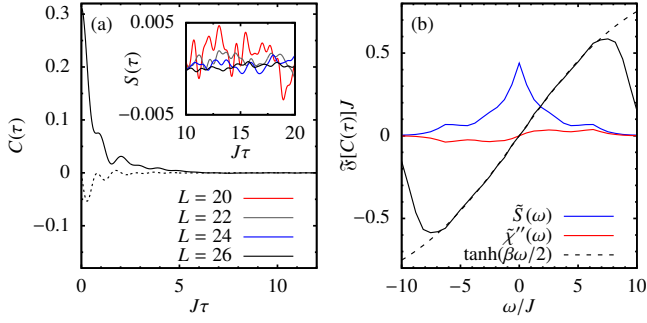 (a)
0.3
0.2
0.1
0
−0.1
C(τ)
0
5
10
Jτ
0.005
−0.005
S(τ)
10
15
20
Jτ
L = 20
L = 22
L = 24
L = 26
(b)
0.5
0
−0.5
𝔉̃[C(τ)]J
−10
−5
0
5
10
ω/J
S̃(ω)
χ̃′′(ω)
tanh(βω/2)